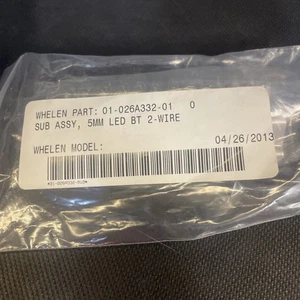 WHELEN PART: 01-026A332-01 0
SUB ASSY, 5MM LED BT 2-WIRE
WHELEN MODEL:
04/26/2013